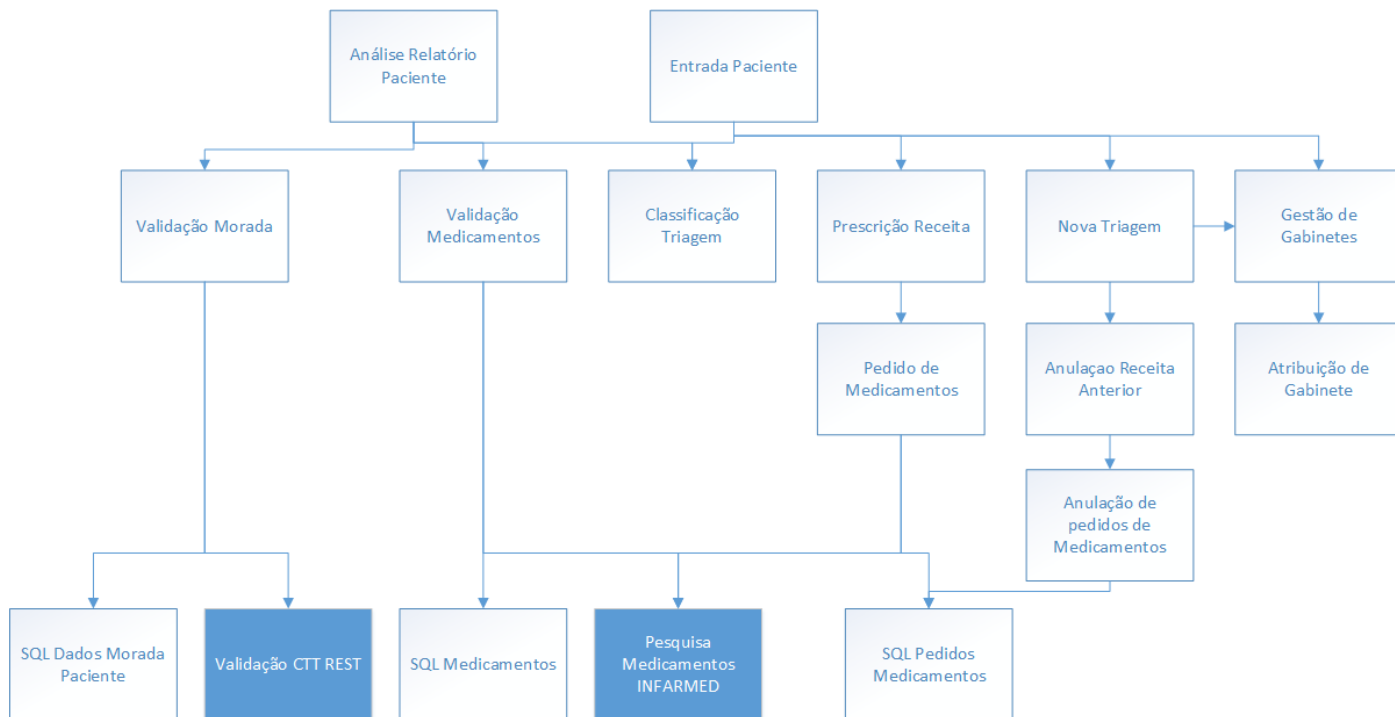 Análise Relatório
Paciente
Entrada Paciente
Validação Morada
Validação
Medicamentos
Classificação
Triagem
Prescrição Receita
Nova Triagem
Gestão de
Gabinetes
Pedido de
Medicamentos
Anulaçao Receita
Anterior
Atribuição de
Gabinete
Anulação de
pedidos de
Medicamentos
SQL Dados Morada
Paciente
Validação CTT REST
SQL Medicamentos
Pesquisa
Medicamentos
INFARMED
SQL Pedidos
Medicamentos